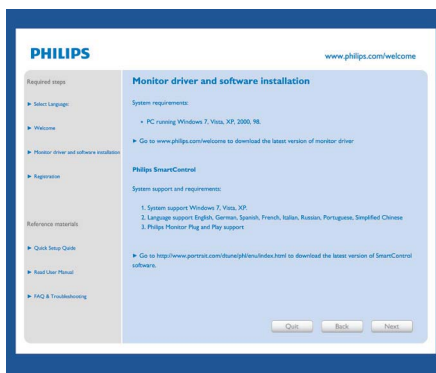 PHILIPS
www.philips.com/welcome
Required steps
Select Language:
Welcome
Monitor driver and software installation
Registration
Reference materials
Quick Setup Guide
Read User Manual
FAQ & Troubleshooting
Monitor driver and software installation
System requirements:
• PC running Windows 7, Vista, XP, 2000, 98.
Go to www.philips.com/welcome to download the latest version of monitor driver
Philips SmartControl
System support and requirements:
1. System support Windows 7, Vista, XP.
2. Language support English, German, Spanish, French, Italian, Russian, Portuguese, Simplified Chinese
3. Philips Monitor Plug and Play support
Go to http://www.portrait.com/dtune/phl/enu/index.html to download the latest version of SmartControl
software.
Quit
Back
Next